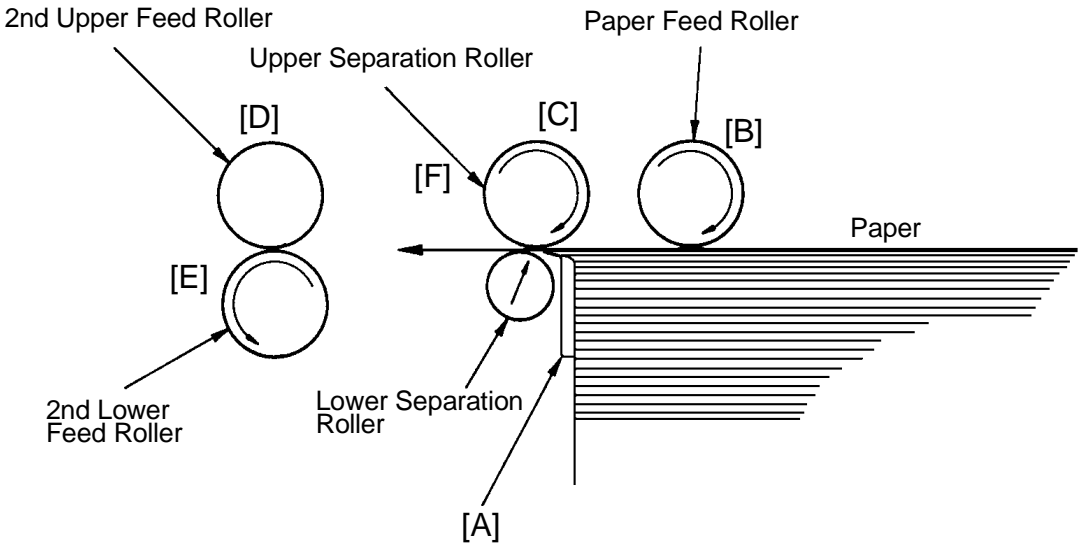 2nd Upper Feed Roller
Paper Feed Roller
Upper Separation Roller
[D]
[C]
[B]
[F]
Paper
[E]
2nd Lower
Feed Roller
Lower Separation
Roller
[A]